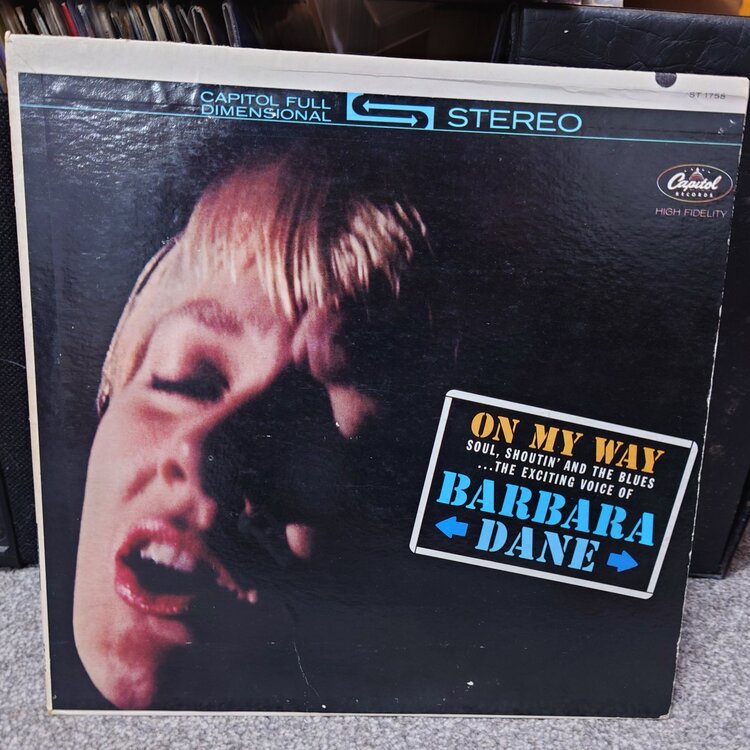 CAPITOL FULL
DIMENSIONAL
STEREO
ST 1758
Capitol
RECORDS
HIGH FIDELITY
ON MY WAY
SOUL, SHOUTIN' AND THE BLUES
...THE EXCITING VOICE OF
BARBARA
DANE